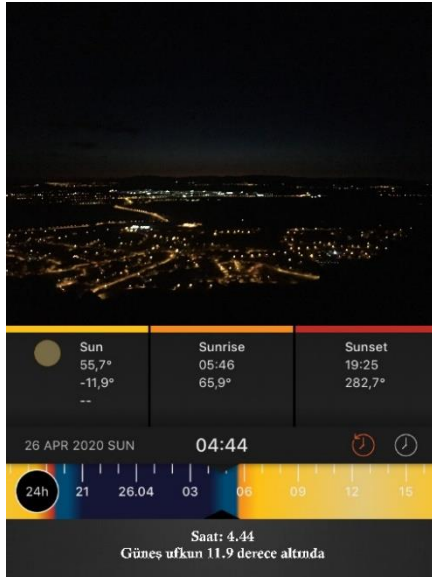 Sun
55,7°
-11,9°
--
Sunrise
05:46
65,9°
Sunset
19:25
282,7°
26 APR 2020 SUN
04:44
24h
21
26.04
03
06
09
12
15
Saat: 4.44
Güneş ufkun 11.9 derece altında